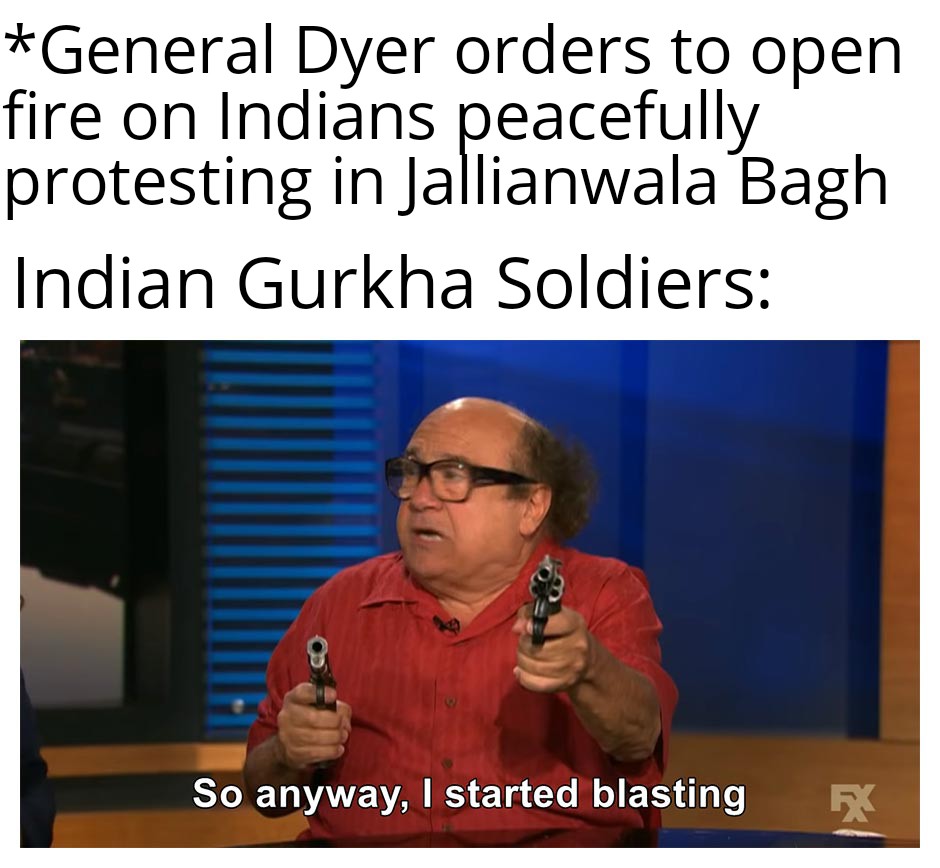 *General Dyer orders to open
fire on Indians peacefully
protesting in Jallianwala Bagh
Indian Gurkha Soldiers:
So anyway, I started blasting
FX